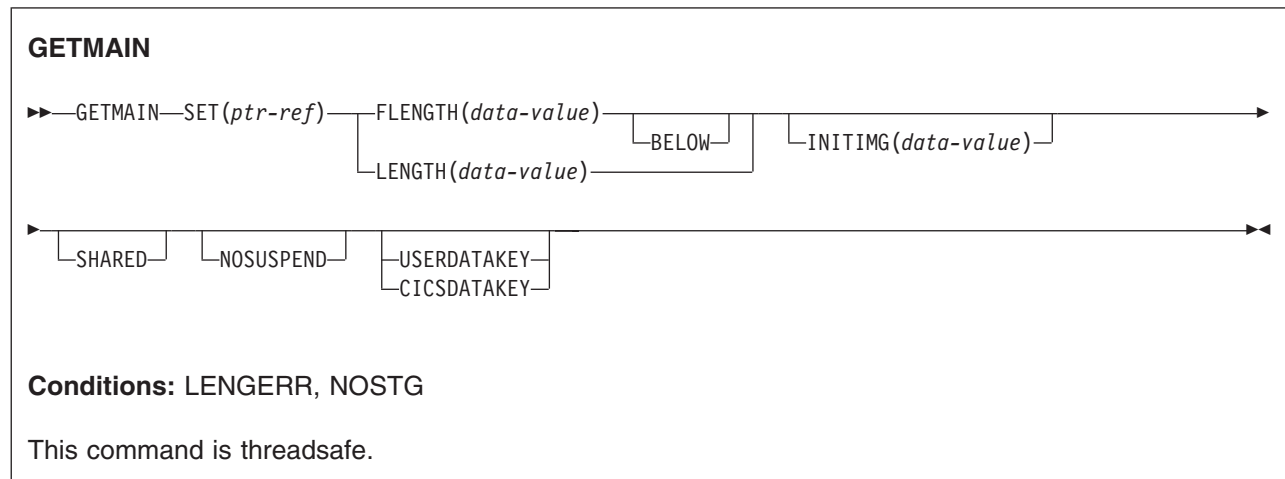 GETMAIN
GETMAIN SET(ptr-ref) FLENGTH(data-value)
BELOW INITIMG(data-value)
LENGTH(data-value)
SHARED NOSUSPEND USERDATAKEY
CICSDATAKEY
Conditions: LENGERR, NOSTG
This command is threadsafe.